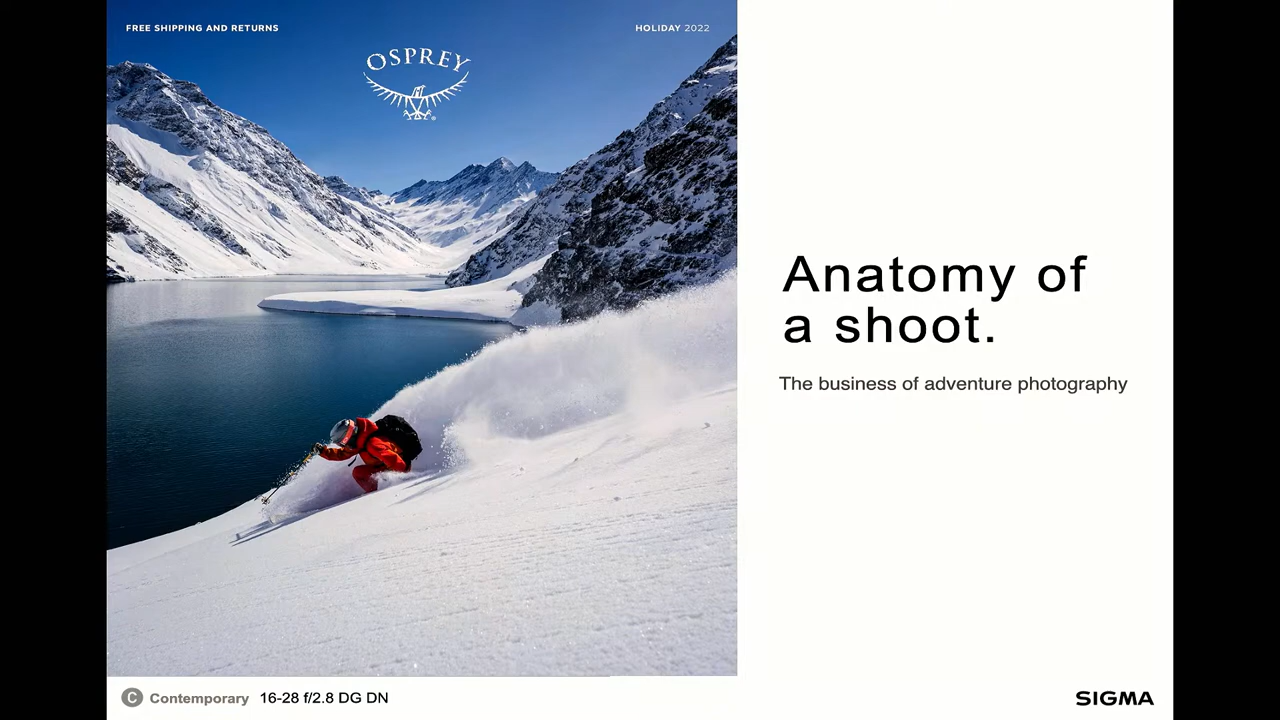 FREE SHIPPING AND RETURNS
HOLIDAY 2022
OSPREY
Anatomy of
a shoot.
The business of adventure photography
C Contemporary 16-28 f/2.8 DG DN
SIGMA